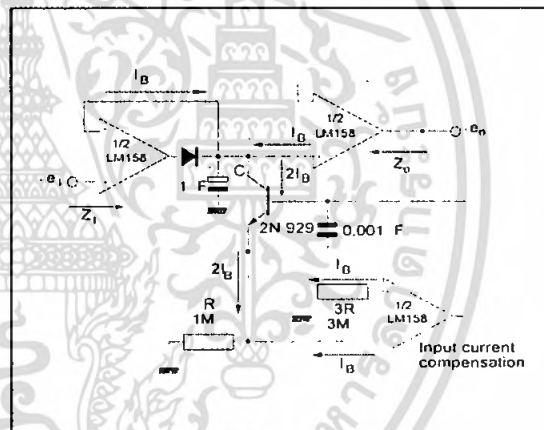 I_B
1/2
LM158
I_B
1/2
LM158
e_o
Z_o
e_I
Z_I
C
1 F
2I_B
2N 929
0.001 F
2I_B
I_B
R
1M
3R
3M
1/2
LM158
I_B
Input current
compensation